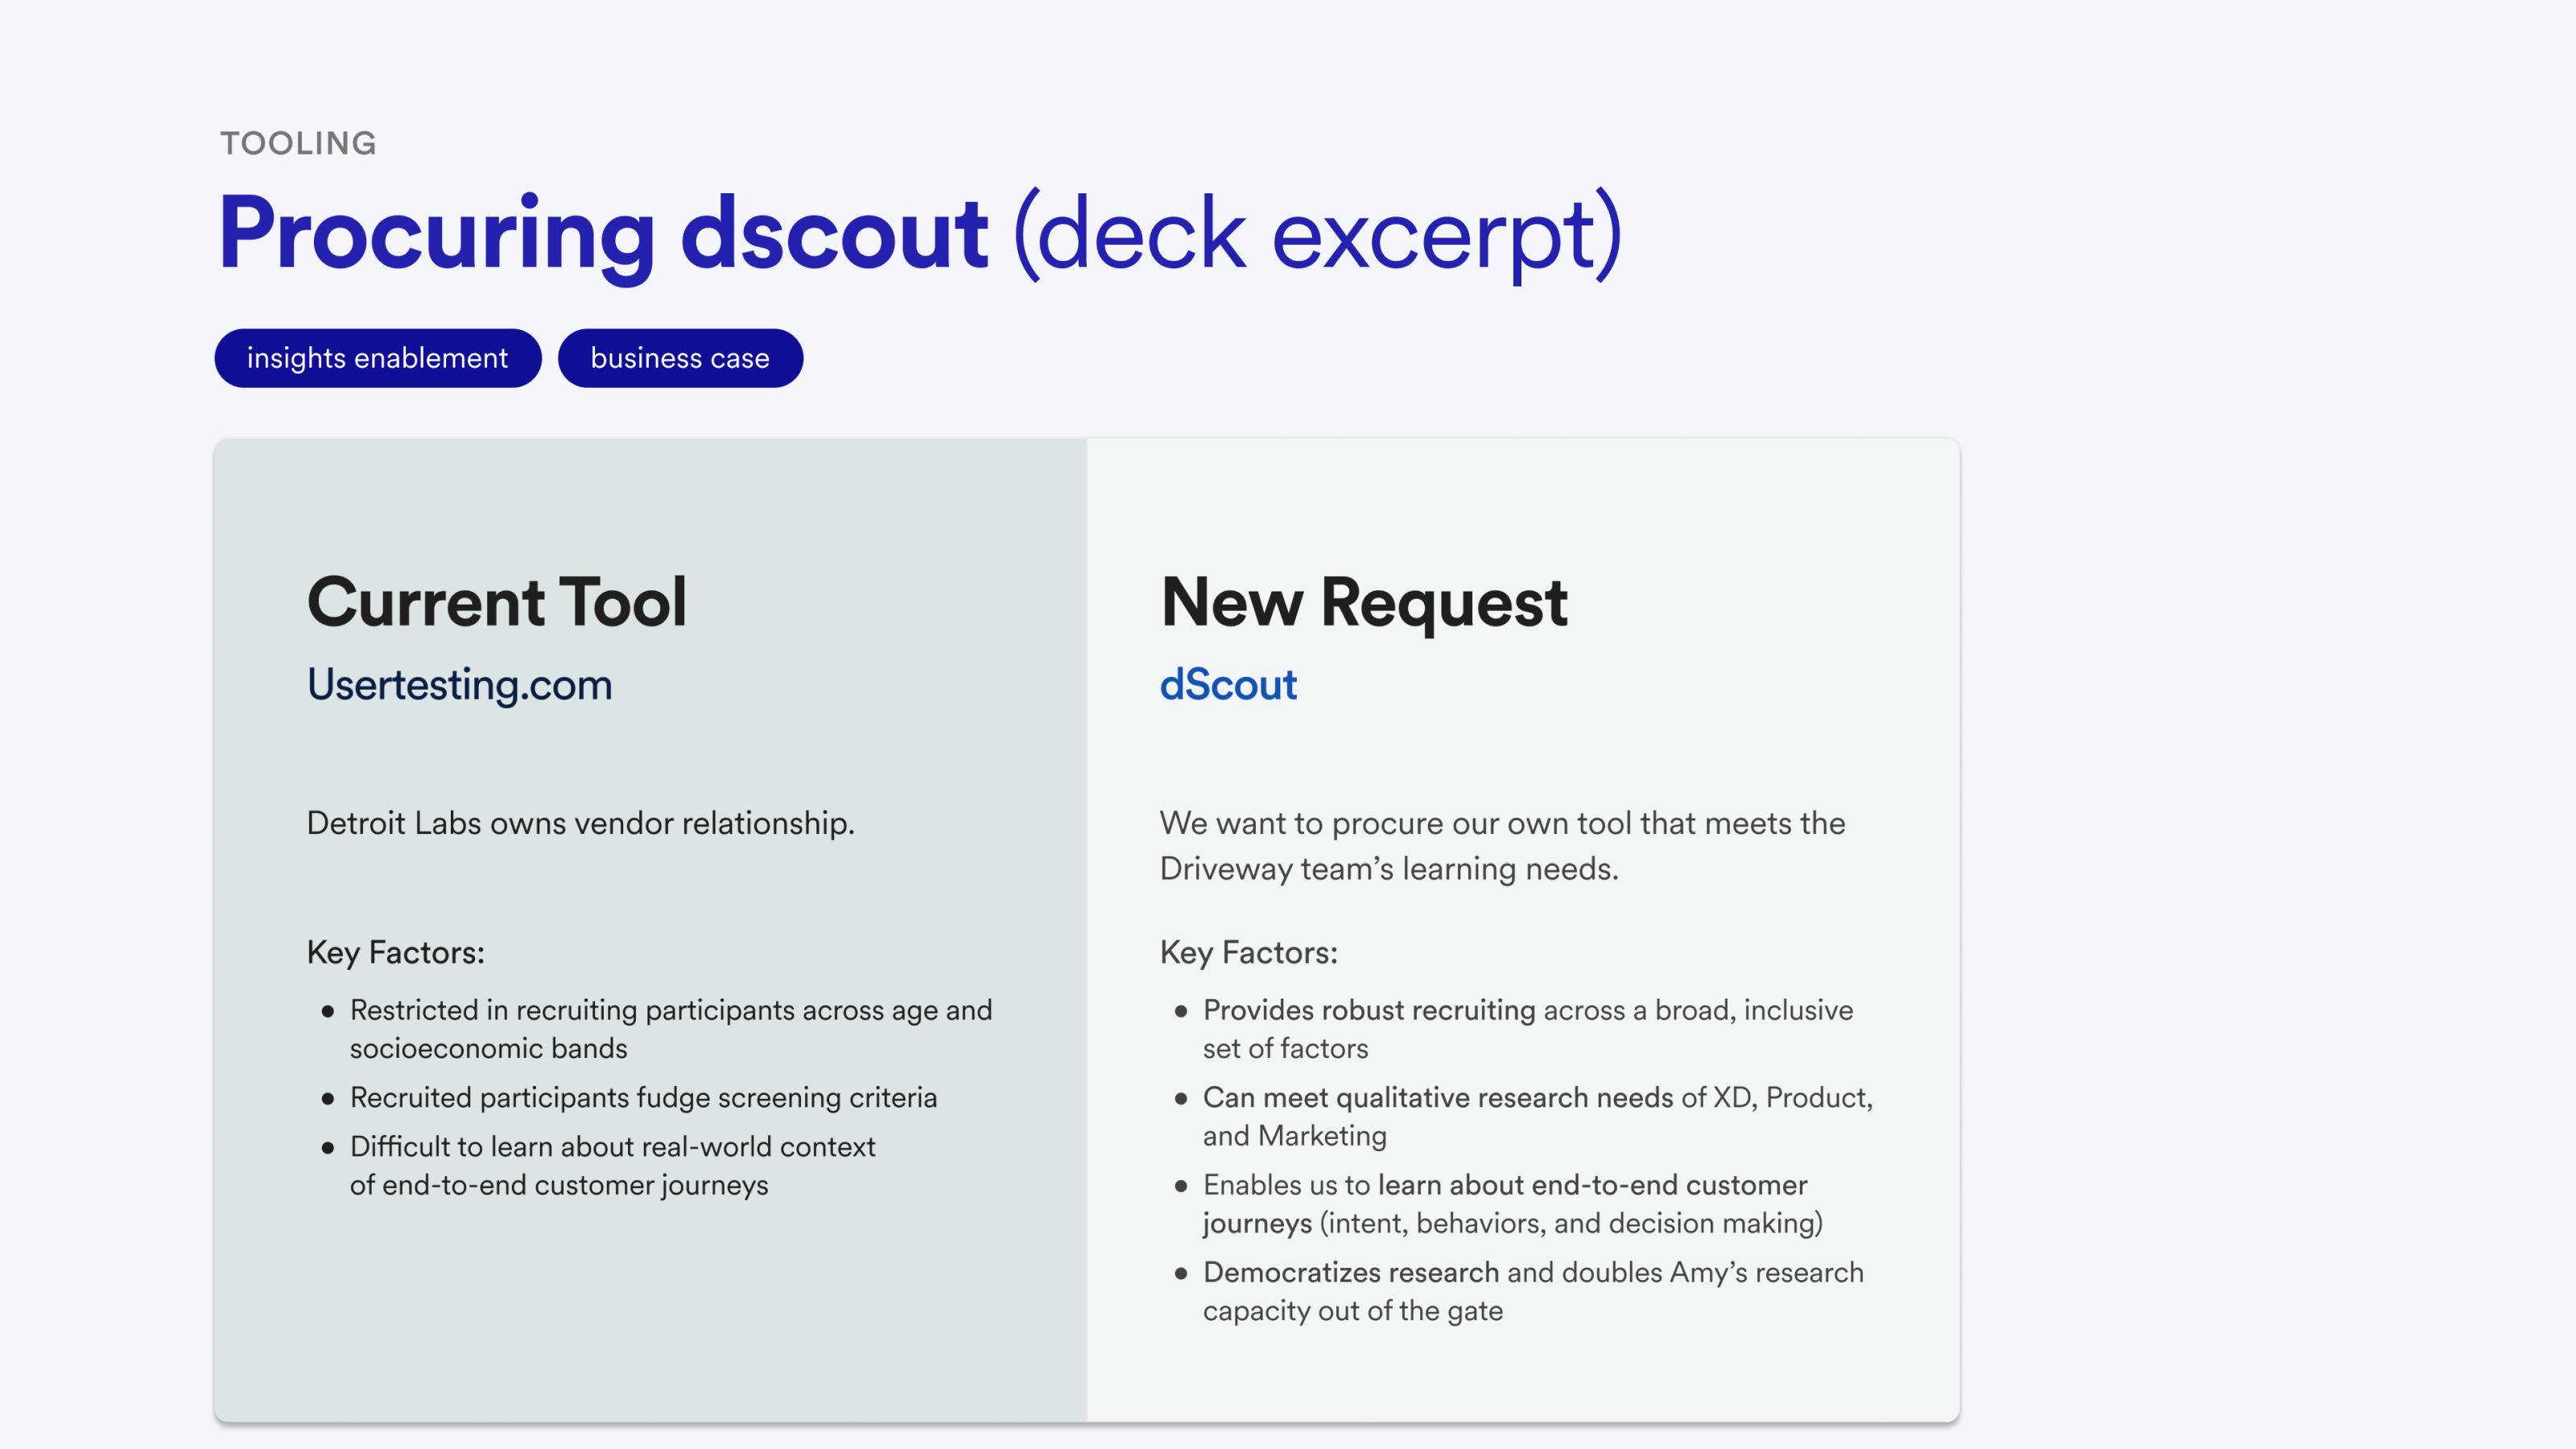 TOOLING
Procuring dscout (deck excerpt)
insights enablement
business case
Current Tool
Usertesting.com
Detroit Labs owns vendor relationship.
Key Factors:
● Restricted in recruiting participants across age and
socioeconomic bands
● Recruited participants fudge screening criteria
● Difficult to learn about real-world context
of end-to-end customer journeys
New Request
dScout
We want to procure our own tool that meets the
Driveway team’s learning needs.
Key Factors:
● Provides robust recruiting across a broad, inclusive
set of factors
● Can meet qualitative research needs of XD, Product,
and Marketing
● Enables us to learn about end-to-end customer
journeys (intent, behaviors, and decision making)
● Democratizes research and doubles Amy’s research
capacity out of the gate